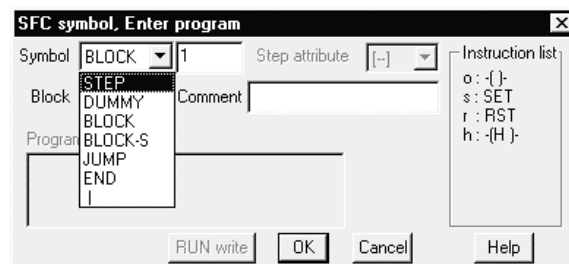 SFC symbol, Enter program
Symbol BLOCK 1 Step attribute [--]
Instruction list
o : -( )-
s : SET
r : RST
h : -(H )-
Block Comment
STEP
DUMMY
BLOCK
BLOCK-S
JUMP
END
|
Program
RUN write OK Cancel Help